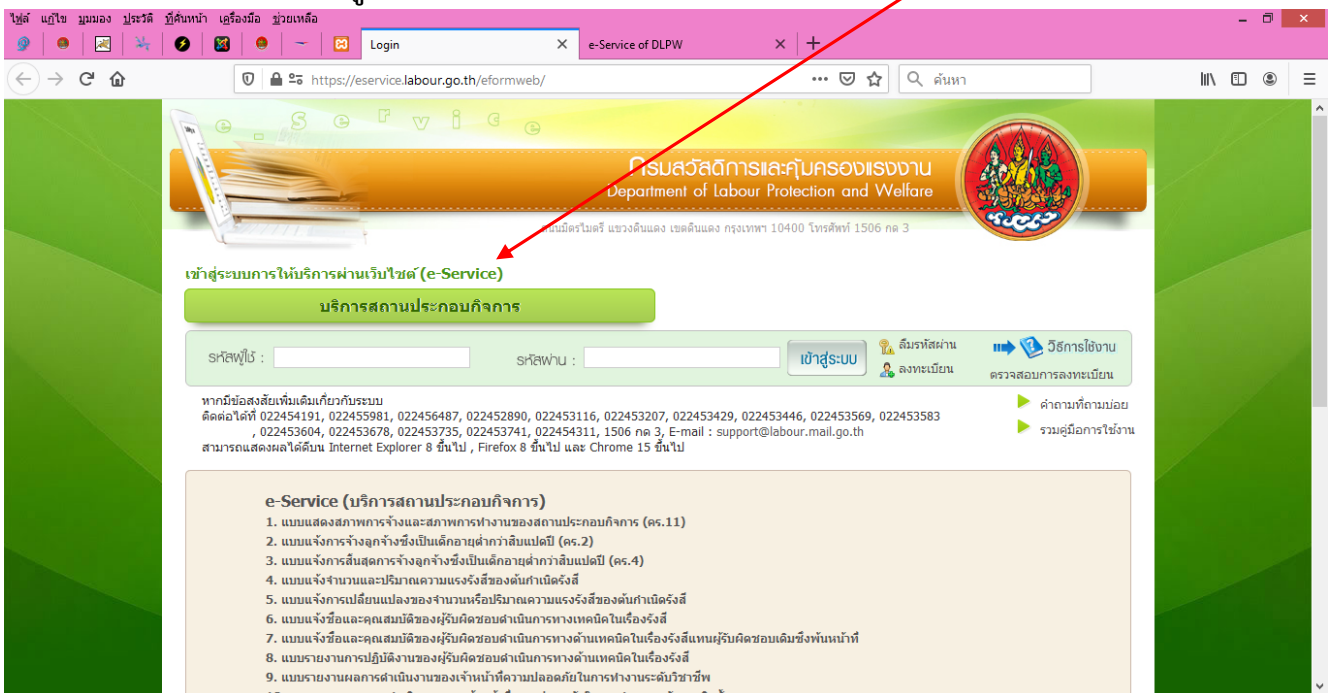 ไฟล์ แก้ไข มุมมอง ประวัติ ที่คั่นหน้า เครื่องมือ ช่วยเหลือ
Login
e-Service of DLPW
https://eservice.labour.go.th/eformweb/
ค้นหา
e - S e r v i c e
กรมสวัสดิการและคุ้มครองแรงงาน
Department of Labour Protection and Welfare
ถนนมิตรไมตรี แขวงดินแดง เขตดินแดง กรุงเทพฯ 10400 โทรศัพท์ 1506 กด 3
เข้าสู่ระบบการให้บริการผ่านเว็บไซต์ (e-Service)
บริการสถานประกอบกิจการ
รหัสผู้ใช้ :
รหัสผ่าน :
เข้าสู่ระบบ
ลืมรหัสผ่าน
วิธีการใช้งาน
ลงทะเบียน
ตรวจสอบการลงทะเบียน
หากมีข้อสงสัยเพิ่มเติมเกี่ยวกับระบบ
ติดต่อได้ที่ 022454191, 022455981, 022456487, 022452890, 022453116, 022453207, 022453429, 022453446, 022453569, 022453583
, 022453604, 022453678, 022453735, 022453741, 022454311, 1506 กด 3, E-mail : support@labour.mail.go.th
สามารถแสดงผลได้ดีบน Internet Explorer 8 ขึ้นไป , Firefox 8 ขึ้นไป และ Chrome 15 ขึ้นไป
คำถามที่ถามบ่อย
รวมคู่มือการใช้งาน
e-Service (บริการสถานประกอบกิจการ)
1. แบบแสดงสภาพการจ้างและสภาพการทำงานของสถานประกอบกิจการ (คร.11)
2. แบบแจ้งการจ้างลูกจ้างซึ่งเป็นเด็กอายุต่ำกว่าสิบแปดปี (คร.2)
3. แบบแจ้งการสิ้นสุดการจ้างลูกจ้างซึ่งเป็นเด็กอายุต่ำกว่าสิบแปดปี (คร.4)
4. แบบแจ้งจำนวนและปริมาณความแรงรังสีของต้นกำเนิดรังสี
5. แบบแจ้งการเปลี่ยนแปลงของจำนวนหรือปริมาณความแรงรังสีของต้นกำเนิดรังสี
6. แบบแจ้งชื่อและคุณสมบัติของผู้รับผิดชอบดำเนินการทางเทคนิคในเรื่องรังสี
7. แบบแจ้งชื่อและคุณสมบัติของผู้รับผิดชอบดำเนินการทางด้านเทคนิคในเรื่องรังสีแทนผู้รับผิดชอบเดิมซึ่งพ้นหน้าที่
8. แบบรายงานการปฏิบัติงานของผู้รับผิดชอบดำเนินการทางด้านเทคนิคในเรื่องรังสี
9. แบบรายงานผลการดำเนินงานของเจ้าหน้าที่ความปลอดภัยในการทำงานระดับวิชาชีพ